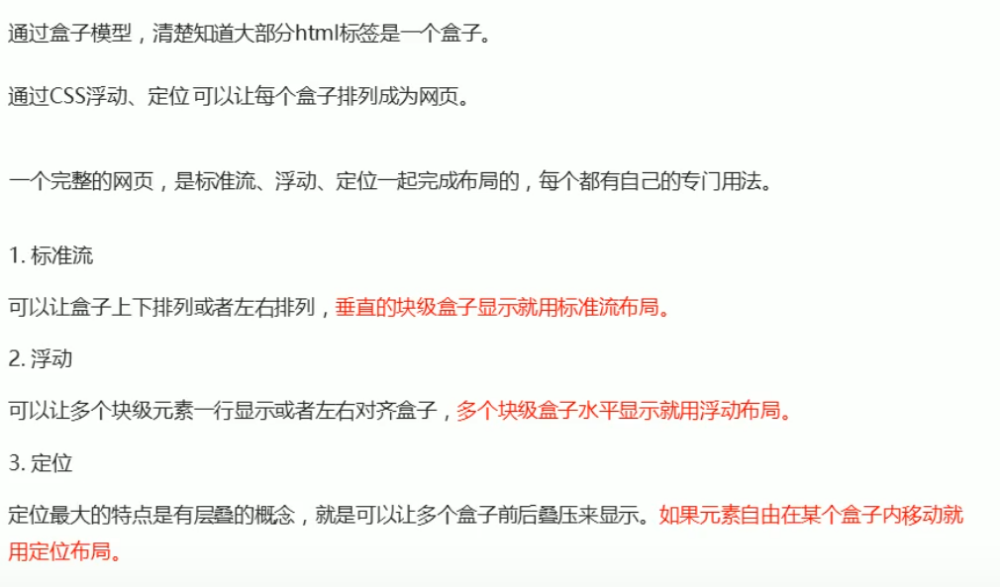 通过盒子模型，清楚知道大部分html标签是一个盒子。
通过CSS浮动、定位 可以让每个盒子排列成为网页。
一个完整的网页，是标准流、浮动、定位一起完成布局的，每个都有自己的专门用法。
1. 标准流
可以让盒子上下排列或者左右排列，垂直的块级盒子显示就用标准流布局。
2. 浮动
可以让多个块级元素一行显示或者左右对齐盒子，多个块级盒子水平显示就用浮动布局。
3. 定位
定位最大的特点是有层叠的概念，就是可以让多个盒子前后叠压来显示。如果元素自由在某个盒子内移动就
用定位布局。